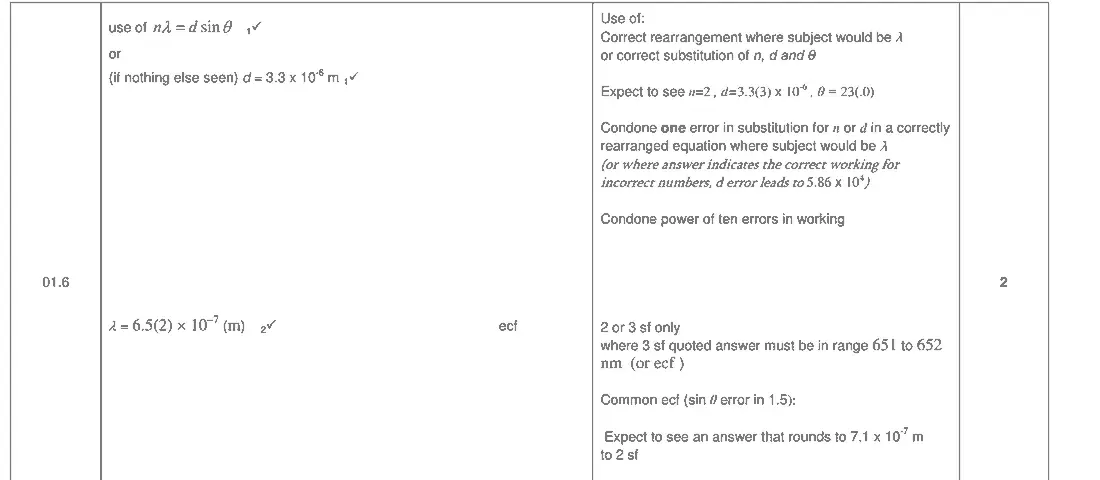 use of nλ = d sin θ ₁✓
or
(if nothing else seen) d = 3.3 x 10⁻⁶ m ₁✓
Use of:
Correct rearrangement where subject would be λ
or correct substitution of n, d and θ
Expect to see n=2 , d=3.3(3) x 10⁻⁶ , θ = 23(.0)
Condone one error in substitution for n or d in a correctly
rearranged equation where subject would be λ
(or where answer indicates the correct working for
incorrect numbers, d error leads to 5.86 x 10⁴)
Condone power of ten errors in working
01.6
2
λ = 6.5(2) × 10⁻⁷ (m) ₂✓ ecf
2 or 3 sf only
where 3 sf quoted answer must be in range 651 to 652
nm (or ecf )
Common ecf (sin θ error in 1.5):
Expect to see an answer that rounds to 7.1 x 10⁻⁷ m
to 2 sf